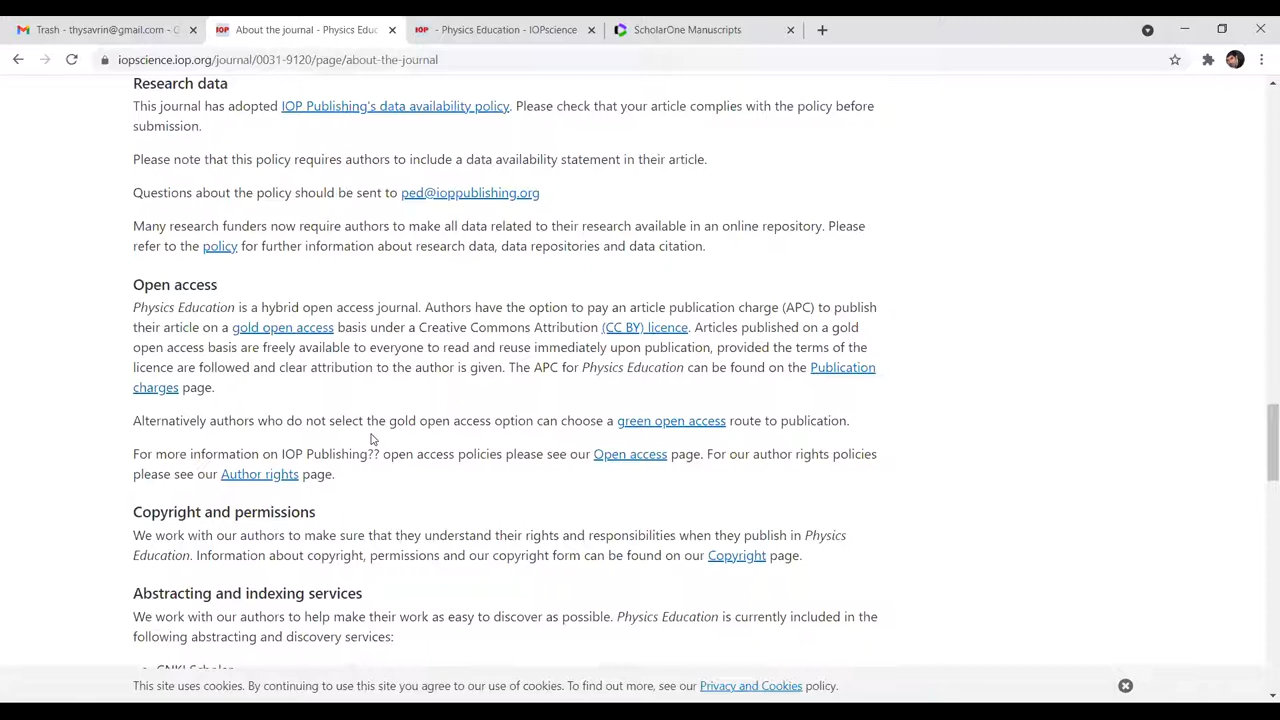 Trash - thysavrin@gmail.com - G
About the journal - Physics Educ
IOP - Physics Education - IOPscience
ScholarOne Manuscripts
iopscience.iop.org/journal/0031-9120/page/about-the-journal
Research data
This journal has adopted IOP Publishing's data availability policy. Please check that your article complies with the policy before
submission.
Please note that this policy requires authors to include a data availability statement in their article.
Questions about the policy should be sent to ped@ioppublishing.org
Many research funders now require authors to make all data related to their research available in an online repository. Please
refer to the policy for further information about research data, data repositories and data citation.
Open access
Physics Education is a hybrid open access journal. Authors have the option to pay an article publication charge (APC) to publish
their article on a gold open access basis under a Creative Commons Attribution (CC BY) licence. Articles published on a gold
open access basis are freely available to everyone to read and reuse immediately upon publication, provided the terms of the
licence are followed and clear attribution to the author is given. The APC for Physics Education can be found on the Publication
charges page.
Alternatively authors who do not select the gold open access option can choose a green open access route to publication.
For more information on IOP Publishing?? open access policies please see our Open access page. For our author rights policies
please see our Author rights page.
Copyright and permissions
We work with our authors to make sure that they understand their rights and responsibilities when they publish in Physics
Education. Information about copyright, permissions and our copyright form can be found on our Copyright page.
Abstracting and indexing services
We work with our authors to help make their work as easy to discover as possible. Physics Education is currently included in the
following abstracting and discovery services:
CNKI Scholar
This site uses cookies. By continuing to use this site you agree to our use of cookies. To find out more, see our Privacy and Cookies policy.